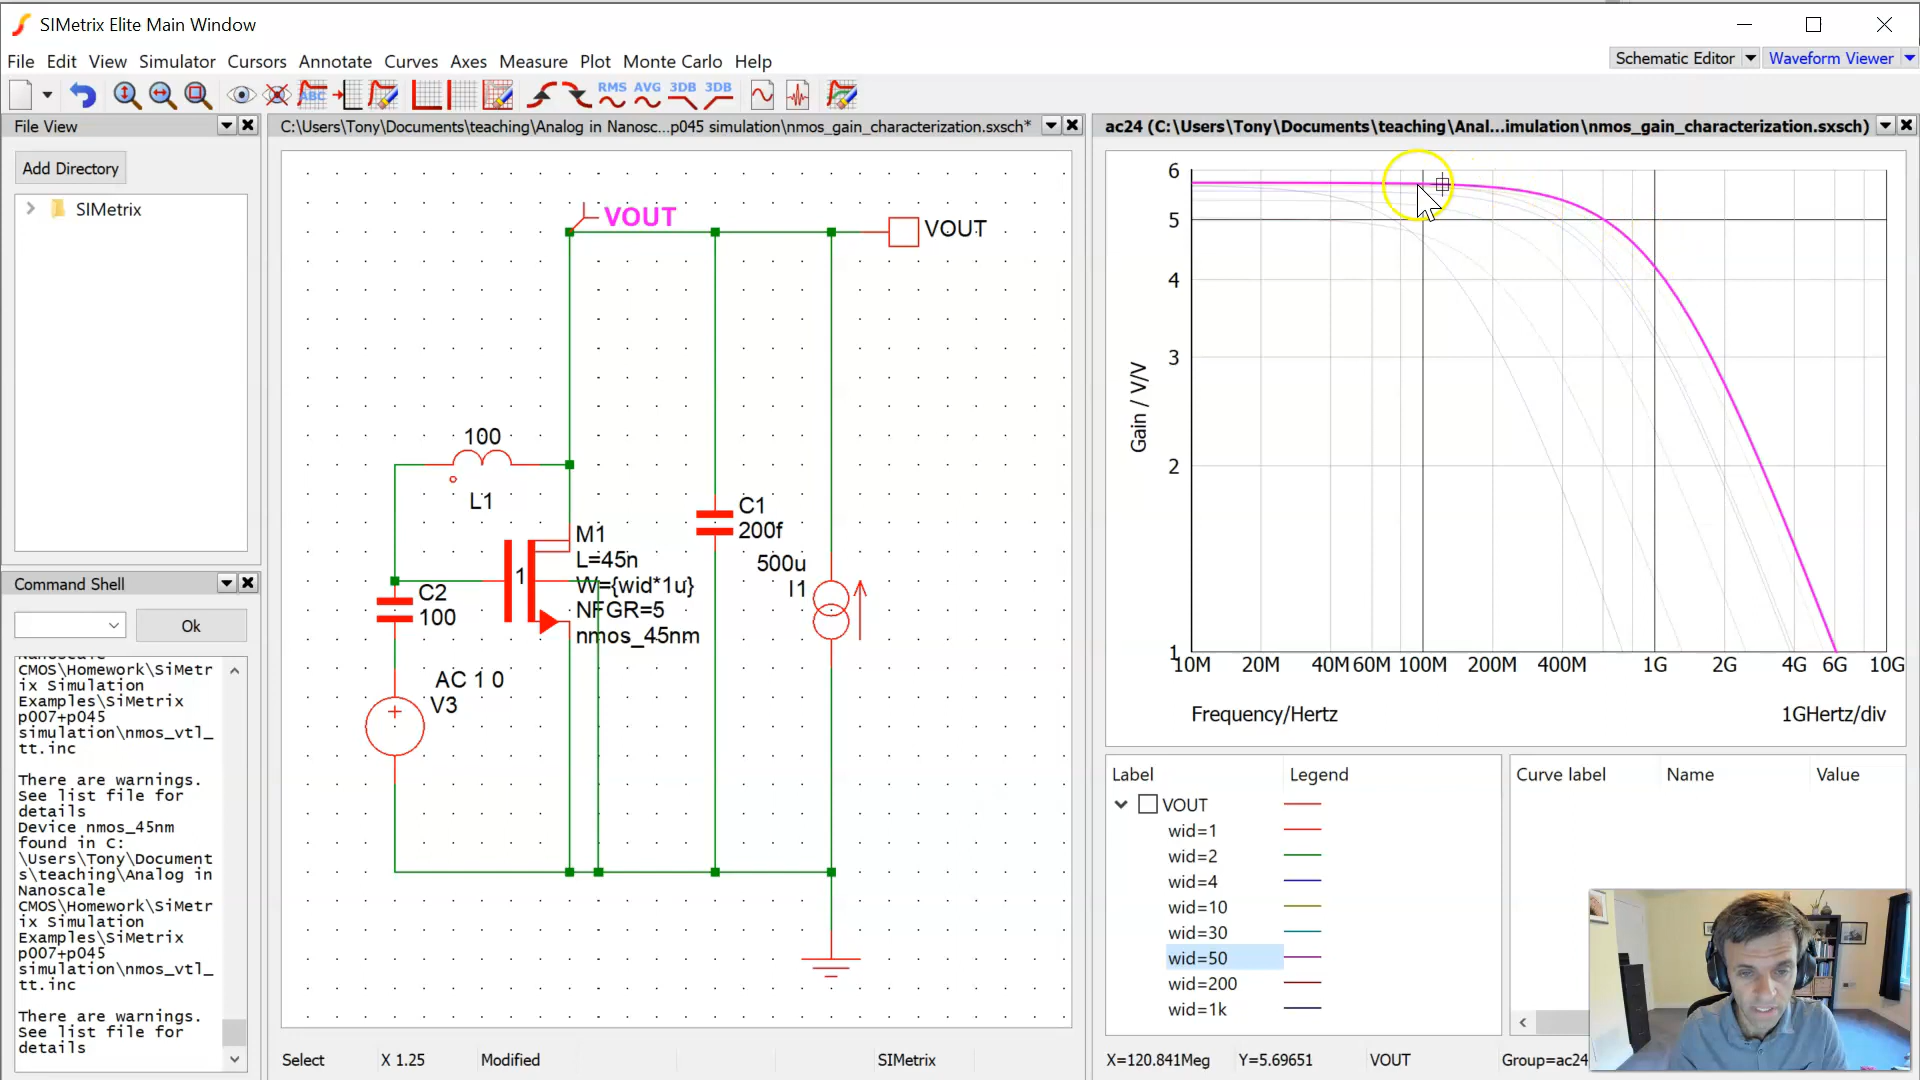 SIMetrix Elite Main Window
File Edit View Simulator Cursors Annotate Curves Axes Measure Plot Monte Carlo Help
Schematic Editor Waveform Viewer
ABC RMS AVG 3DB 3DB
File View
C:\Users\Tony\Documents\teaching\Analog in Nanosc...p045 simulation\nmos_gain_characterization.sxsch*
ac24 (C:\Users\Tony\Documents\teaching\Anal...imulation\nmos_gain_characterization.sxsch)
Add Directory
SIMetrix
Command Shell
Ok
Nanoscale
CMOS\Homework\SiMetr
ix Simulation
Examples\SiMetrix
p007+p045
simulation\nmos_vtl_
tt.inc
There are warnings.
See list file for
details
Device nmos_45nm
found in C:
\Users\Tony\Document
s\teaching\Analog in
Nanoscale
CMOS\Homework\SiMetr
ix Simulation
Examples\SiMetrix
p007+p045
simulation\nmos_vtl_
tt.inc
There are warnings.
See list file for
details
VOUT
VOUT
100
L1
M1
L=45n
W={wid*1u}
NFGR=5
nmos_45nm
1
C1
200f
500u
I1
C2
100
AC 1 0
V3
Select X 1.25 Modified SIMetrix
6
5
4
3
2
1
Gain / V/V
10M 20M 40M 60M 100M 200M 400M 1G 2G 4G 6G 10G
Frequency/Hertz 1GHertz/div
Label Legend
VOUT
wid=1
wid=2
wid=4
wid=10
wid=30
wid=50
wid=200
wid=1k
Curve label Name Value
X=120.841Meg Y=5.69651 VOUT Group=ac24